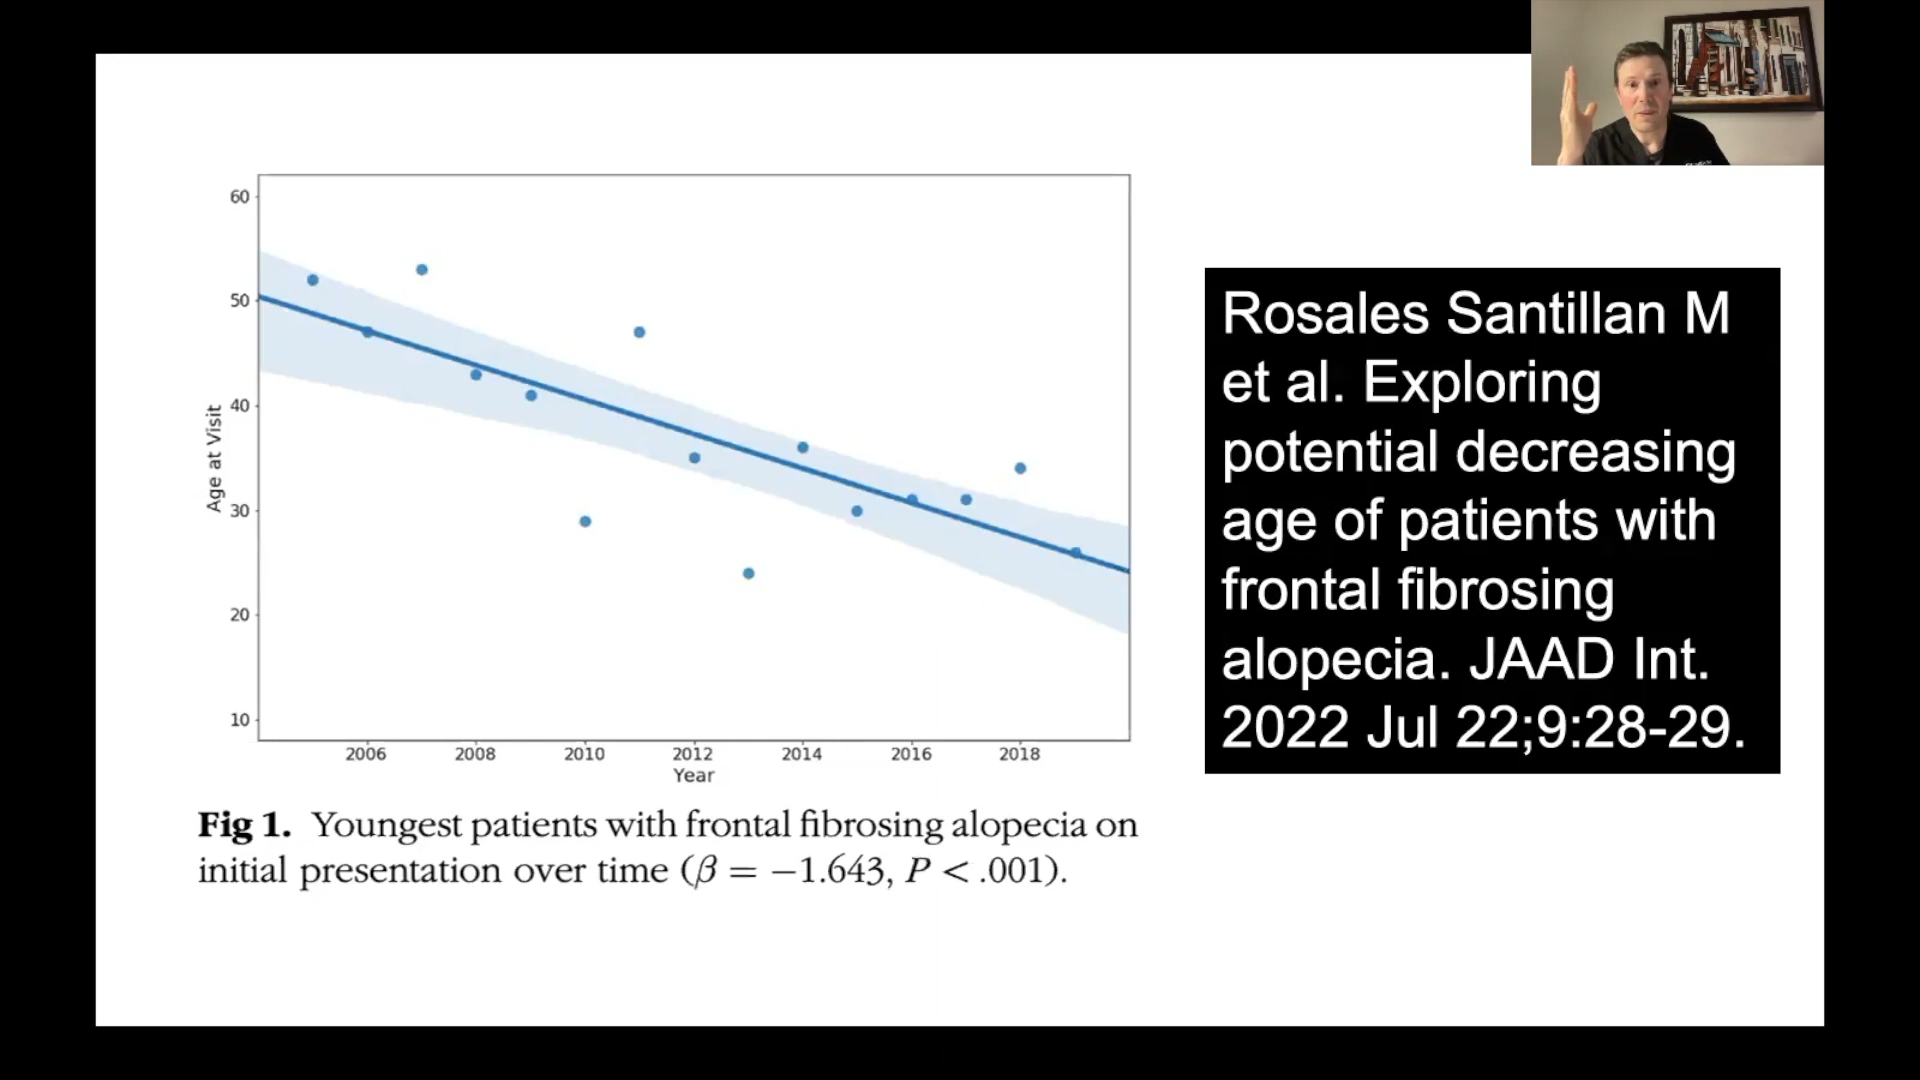 60
50
40
30
20
10
Age at Visit
2006 2008 2010 2012 2014 2016 2018
Year
Fig 1. Youngest patients with frontal fibrosing alopecia on
initial presentation over time (β = −1.643, P < .001).
Rosales Santillan M
et al. Exploring
potential decreasing
age of patients with
frontal fibrosing
alopecia. JAAD Int.
2022 Jul 22;9:28-29.